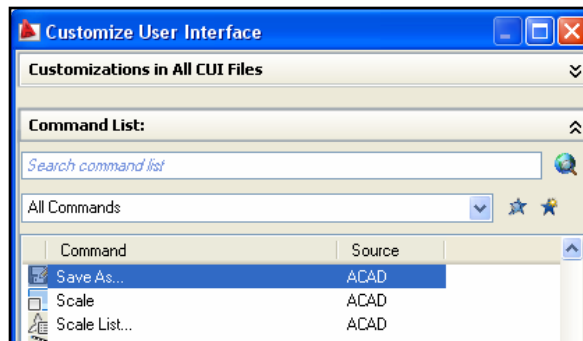 Customize User Interface
Customizations in All CUI Files
Command List:
Search command list
All Commands
Command Source
Save As... ACAD
Scale ACAD
Scale List... ACAD